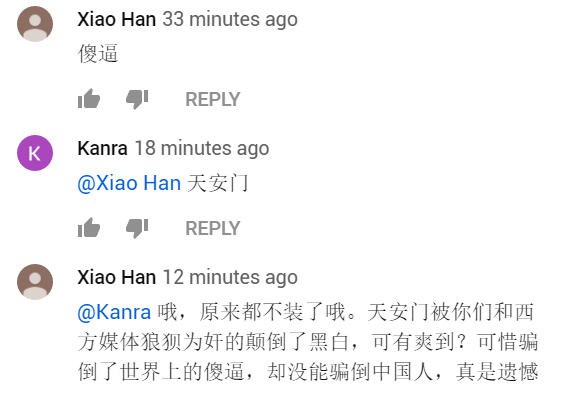 Xiao Han 33 minutes ago
傻逼
REPLY
K
Kanra 18 minutes ago
@Xiao Han 天安门
REPLY
Xiao Han 12 minutes ago
@Kanra 哦，原来都不装了哦。天安门被你们和西
方媒体狼狈为奸的颠倒了黑白，可有爽到？可惜骗
倒了世界上的傻逼，却没能骗倒中国人，真是遗憾